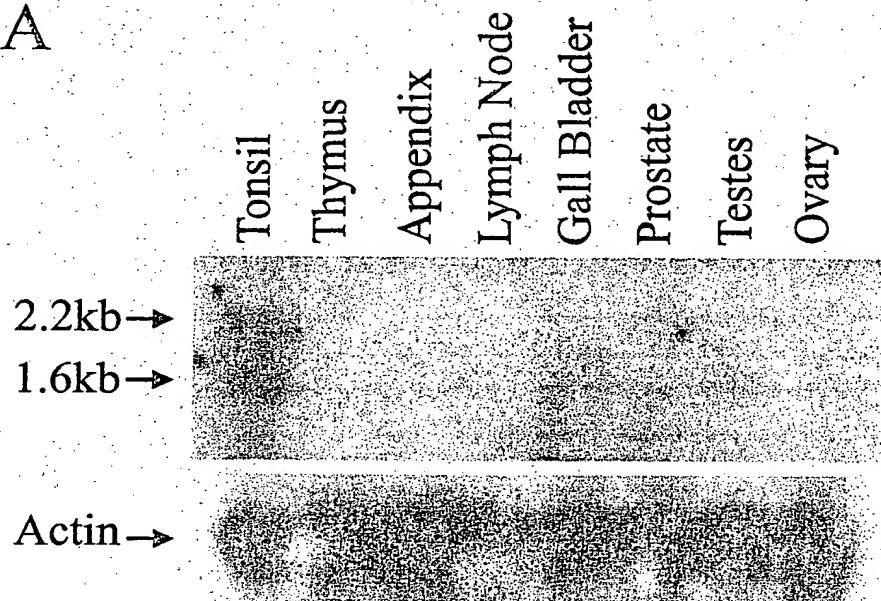 A
Tonsil
Thymus
Appendix
Lymph Node
Gall Bladder
Prostate
Testes
Ovary
2.2kb
1.6kb
Actin